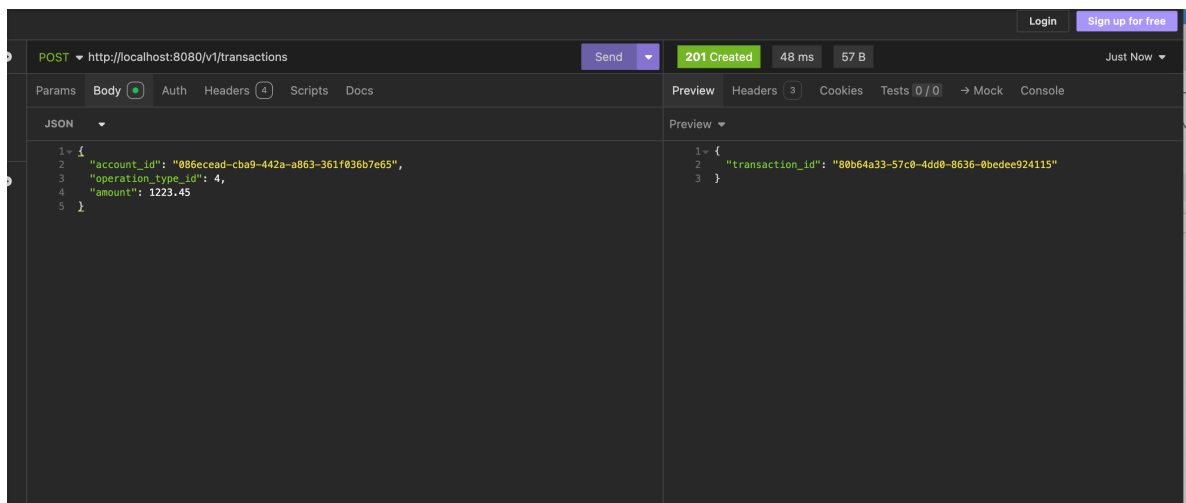 Login Sign up for free
POST http://localhost:8080/v1/transactions Send 201 Created 48 ms 57 B Just Now
Params Body Auth Headers 4 Scripts Docs Preview Headers 3 Cookies Tests 0 / 0 → Mock Console
JSON Preview
1 {
2 "account_id": "086ecead-cba9-442a-a863-361f036b7e65",
3 "operation_type_id": 4,
4 "amount": 1223.45
5 }
1 {
2 "transaction_id": "80b64a33-57c0-4dd0-8636-0bedee924115"
3 }